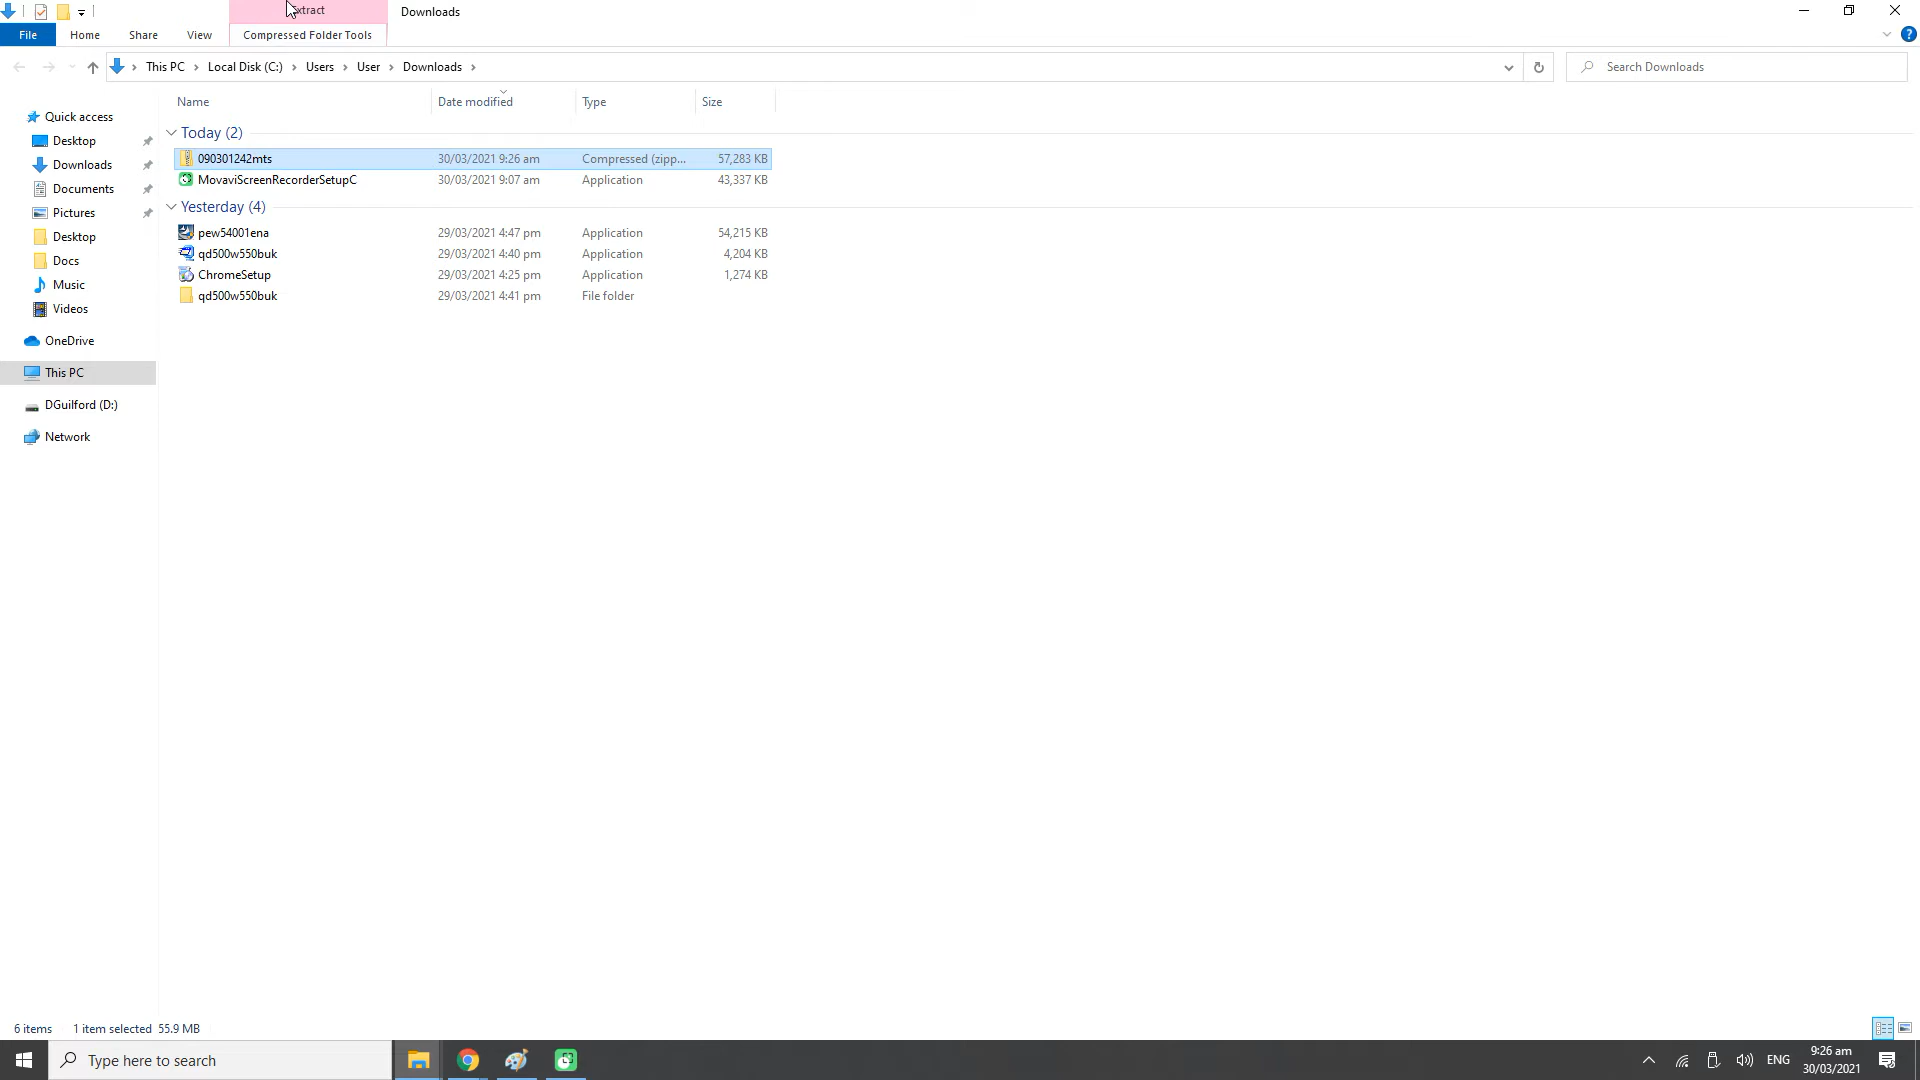 Extract
Downloads
File
Home
Share
View
Compressed Folder Tools
This PC
Local Disk (C:)
Users
User
Downloads
Search Downloads
Name
Date modified
Type
Size
Quick access
Desktop
Downloads
Documents
Pictures
Desktop
Docs
Music
Videos
OneDrive
This PC
DGuilford (D:)
Network
Today (2)
090301242mts 30/03/2021 9:26 am Compressed (zipp... 57,283 KB
MovaviScreenRecorderSetupC 30/03/2021 9:07 am Application 43,337 KB
Yesterday (4)
pew54001ena 29/03/2021 4:47 pm Application 54,215 KB
qd500w550buk 29/03/2021 4:40 pm Application 4,204 KB
ChromeSetup 29/03/2021 4:25 pm Application 1,274 KB
qd500w550buk 29/03/2021 4:41 pm File folder
6 items 1 item selected 55.9 MB
Type here to search
ENG
9:26 am
30/03/2021